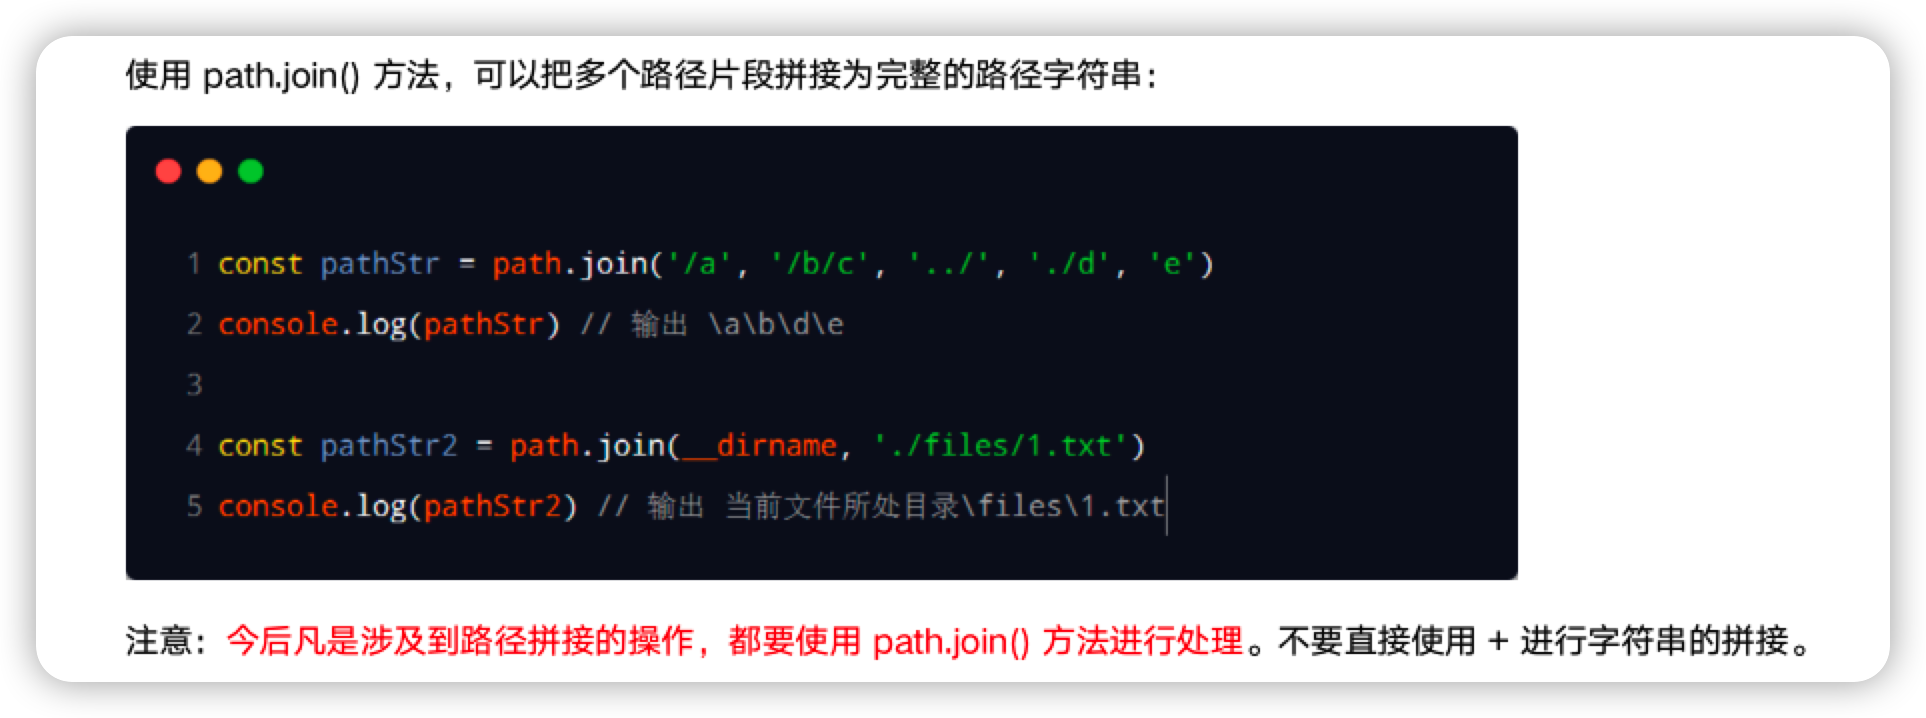 使用 path.join() 方法，可以把多个路径片段拼接为完整的路径字符串：
1 const pathStr = path.join('/a', '/b/c', '../', './d', 'e')
2 console.log(pathStr) // 输出 \a\b\d\e
3
4 const pathStr2 = path.join(__dirname, './files/1.txt')
5 console.log(pathStr2) // 输出 当前文件所处目录\files\1.txt
注意：今后凡是涉及到路径拼接的操作，都要使用 path.join() 方法进行处理。不要直接使用 + 进行字符串的拼接。